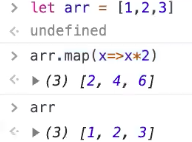 > let arr = [1,2,3]
< undefined
> arr.map(x=>x*2)
< ▶ (3) [2, 4, 6]
> arr
< ▶ (3) [1, 2, 3]